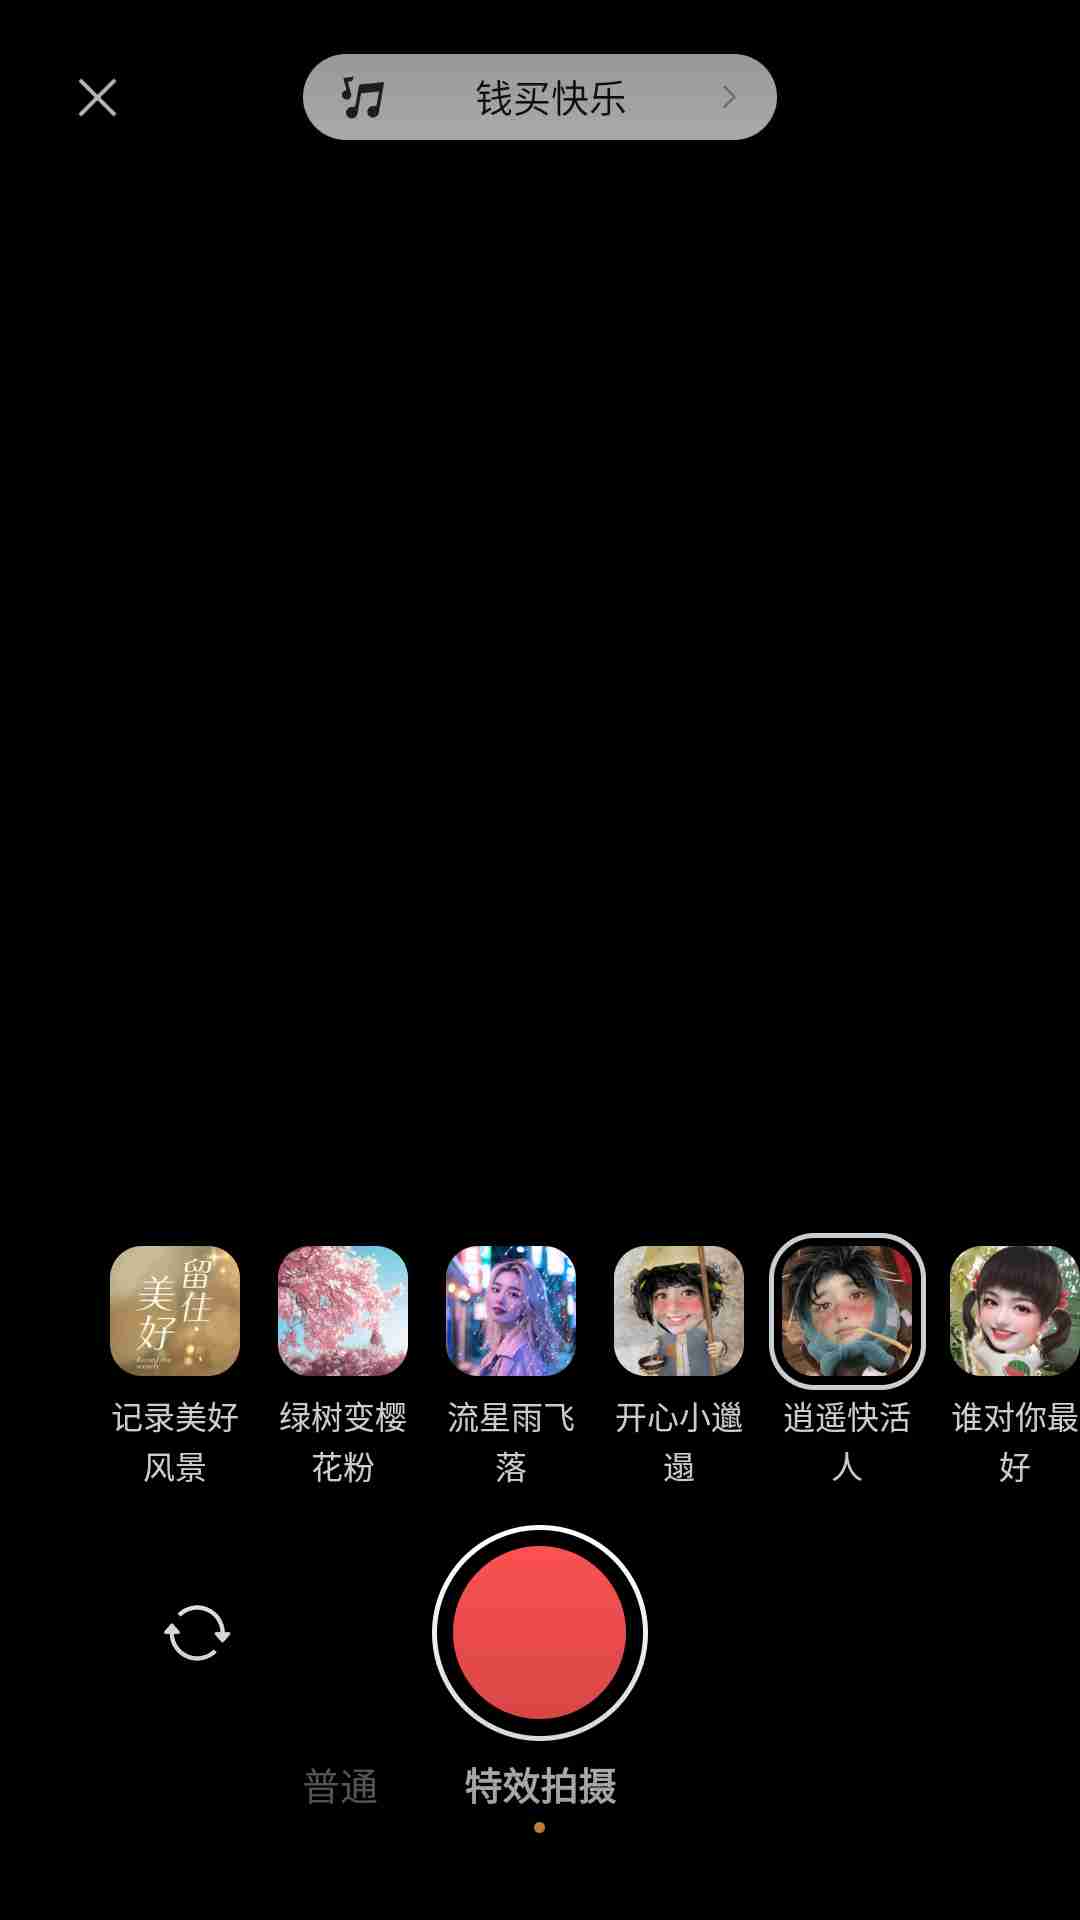 钱买快乐
留住
美好
记录美好
风景
绿树变樱
花粉
流星雨飞
落
开心小邋
遢
逍遥快活
人
谁对你最
好
普通
特效拍摄